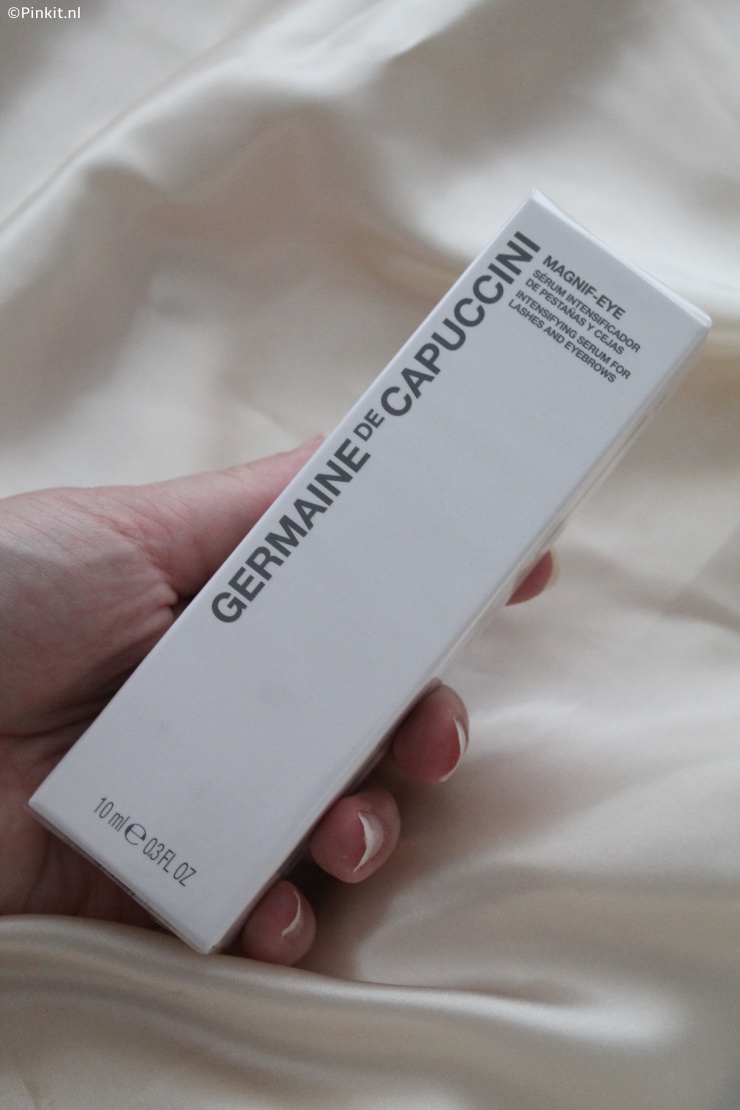 ©Pinkit.nl
GERMAINE DE CAPUCCINI
MAGNIF-EYE
SÉRUM INTENSIFICADOR
DE PESTAÑAS Y CEJAS
INTENSIFYING SERUM FOR
LASHES AND EYEBROWS
10 ml ℮ 0.3 FL OZ